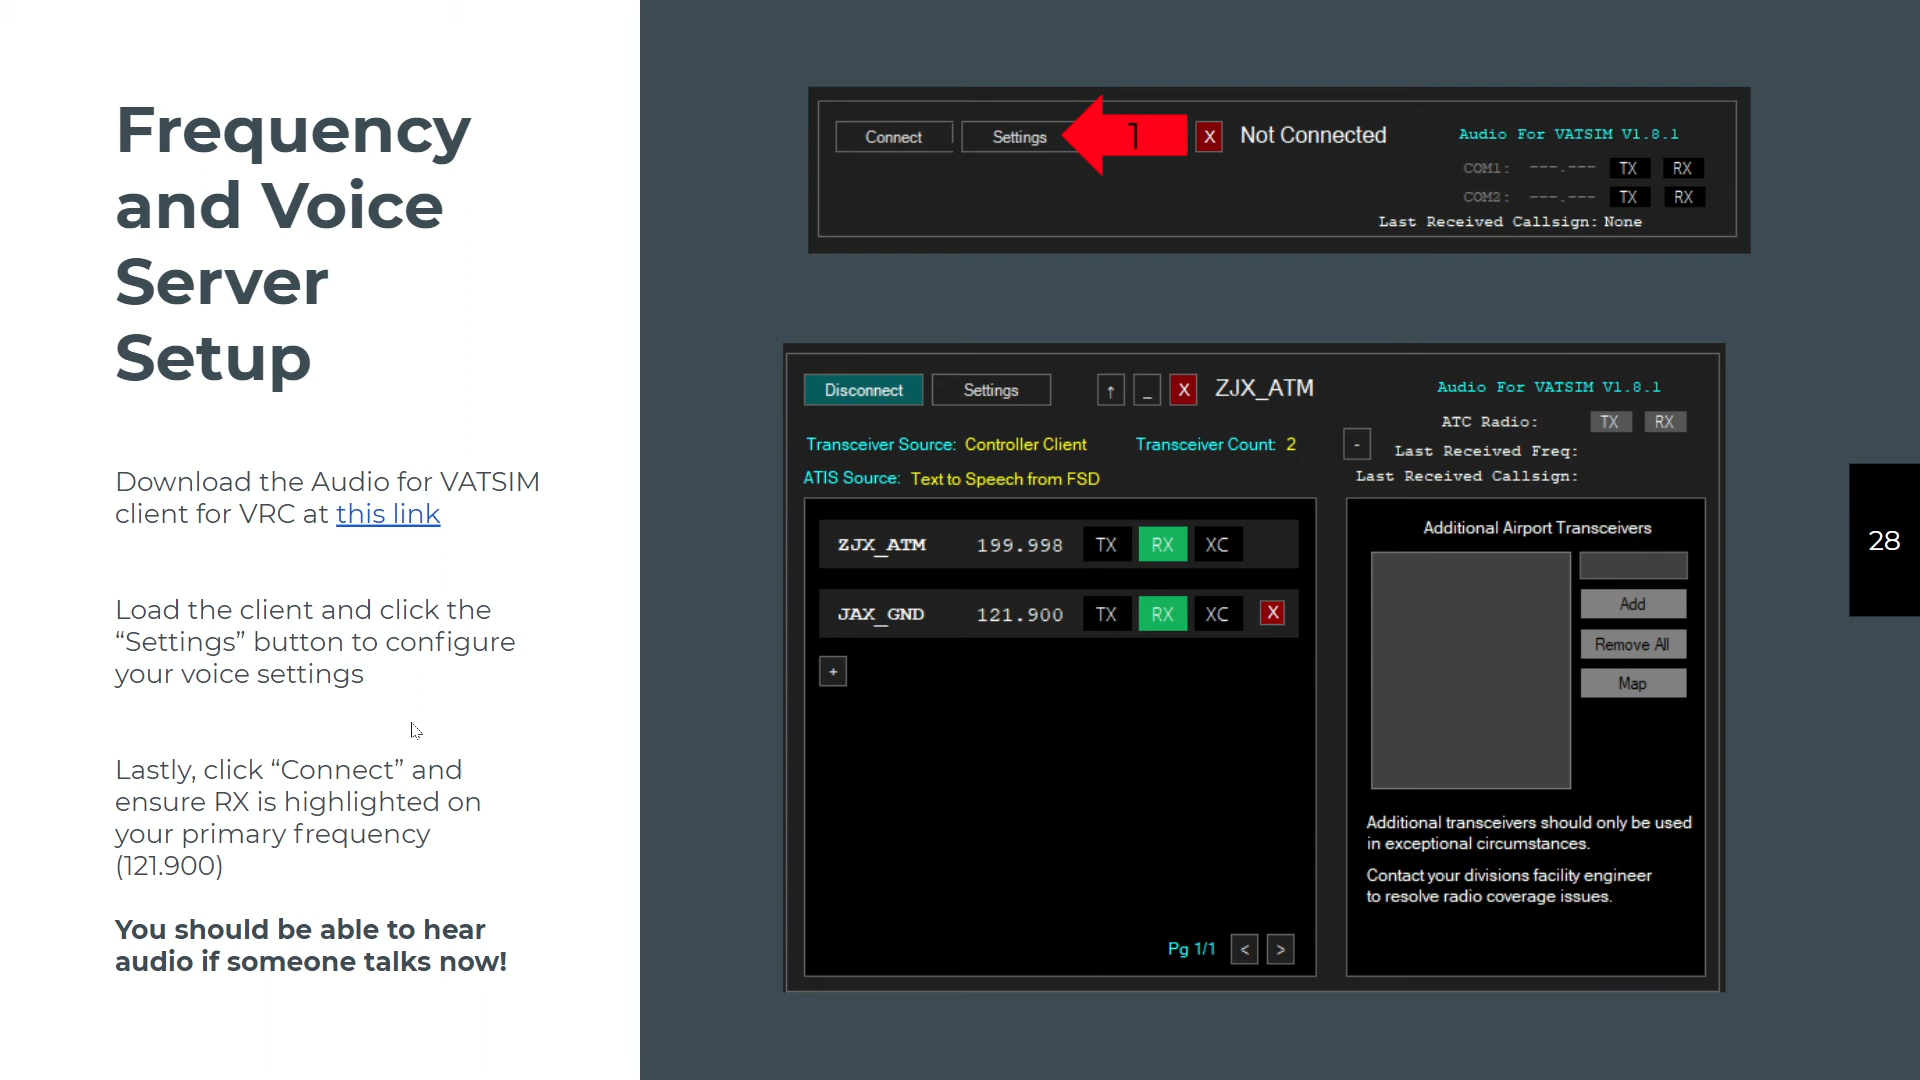 Frequency
and Voice
Server
Setup
Download the Audio for VATSIM
client for VRC at this link
Load the client and click the
“Settings” button to configure
your voice settings
Lastly, click “Connect” and
ensure RX is highlighted on
your primary frequency
(121.900)
You should be able to hear
audio if someone talks now!
Connect Settings 1 X Not Connected Audio For VATSIM V1.8.1
COM1: ---.--- TX RX
COM2: ---.--- TX RX
Last Received Callsign: None
Disconnect Settings ↑ _ X ZJX_ATM Audio For VATSIM V1.8.1
ATC Radio: TX RX
Transceiver Source: Controller Client Transceiver Count: 2 - Last Received Freq:
ATIS Source: Text to Speech from FSD Last Received Callsign:
ZJX_ATM 199.998 TX RX XC
JAX_GND 121.900 TX RX XC X
+
Pg 1/1 < >
Additional Airport Transceivers
Add
Remove All
Map
Additional transceivers should only be used
in exceptional circumstances.
Contact your divisions facility engineer
to resolve radio coverage issues.
28